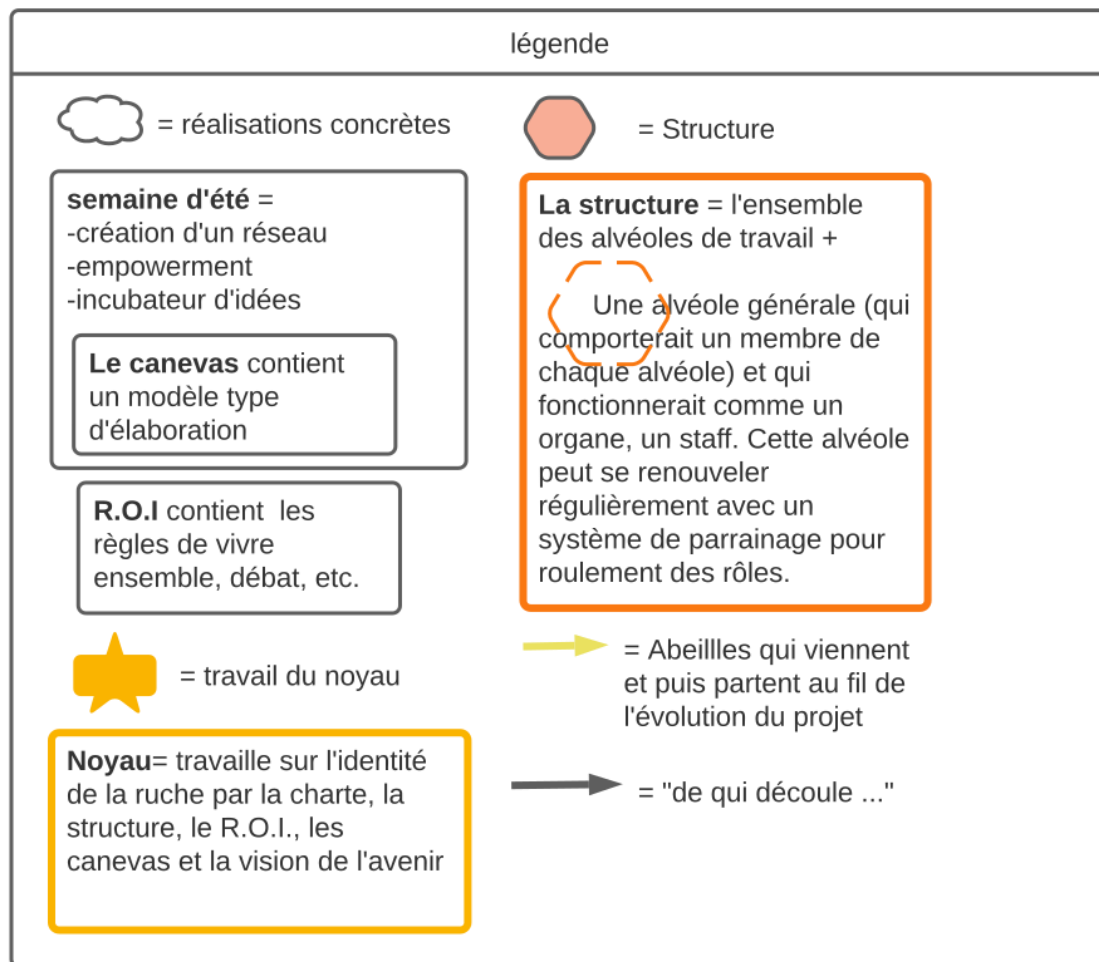 légende
= réalisations concrètes
semaine d'été =
-création d'un réseau
-empowerment
-incubateur d'idées
Le canevas contient
un modèle type
d'élaboration
R.O.I contient  les
règles de vivre
ensemble, débat, etc.
= travail du noyau
Noyau= travaille sur l'identité
de la ruche par la charte, la
structure, le R.O.I., les
canevas et la vision de l'avenir
= Structure
La structure = l'ensemble
des alvéoles de travail +
Une alvéole générale (qui
comporterait un membre de
chaque alvéole) et qui
fonctionnerait comme un
organe, un staff. Cette alvéole
peut se renouveler
régulièrement avec un
système de parrainage pour
roulement des rôles.
= Abeillles qui viennent
et puis partent au fil de
l'évolution du projet
= "de qui découle ..."